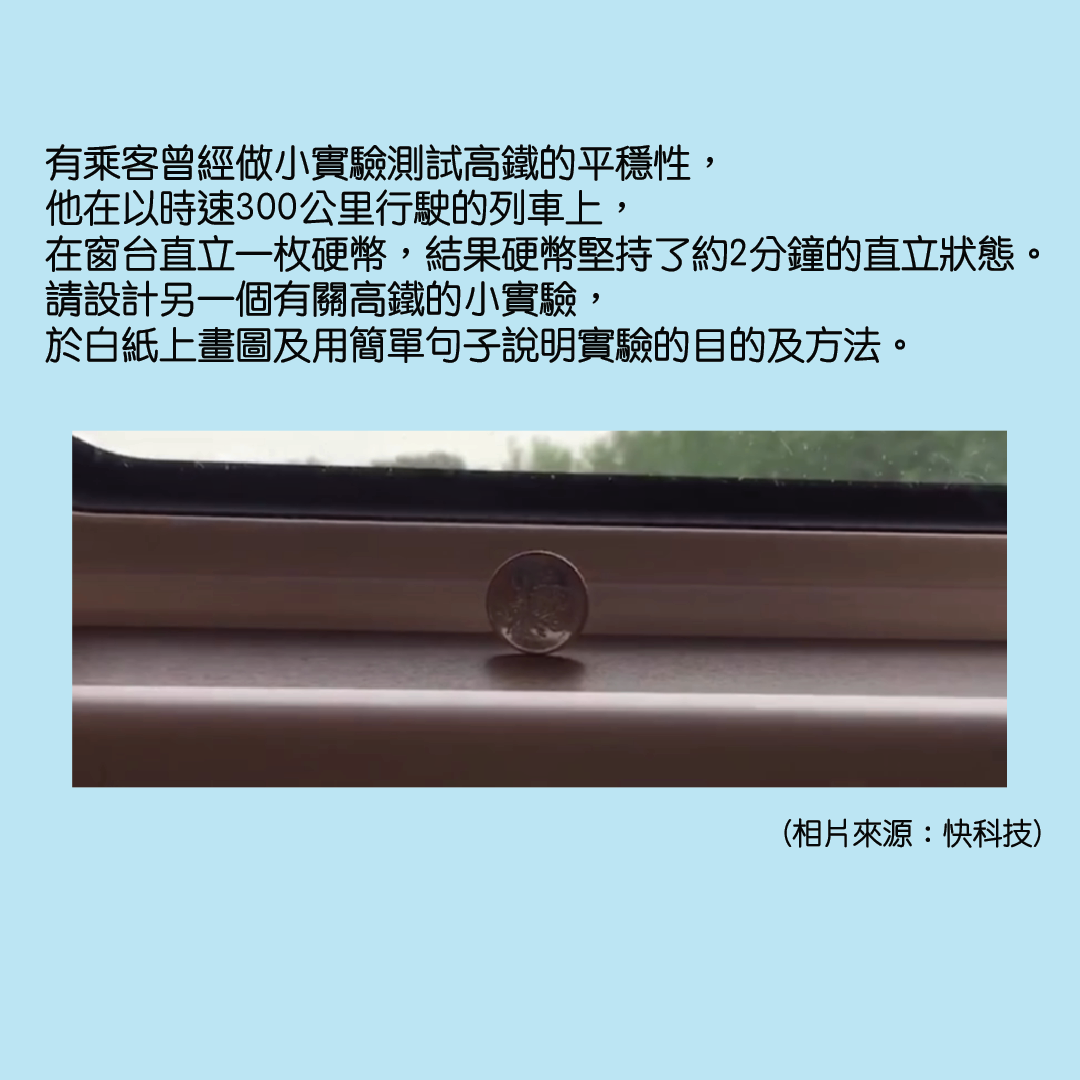 有乘客曾經做小實驗測試高鐵的平穩性，
他在以時速300公里行駛的列車上，
在窗台直立一枚硬幣，結果硬幣堅持了約2分鐘的直立狀態。
請設計另一個有關高鐵的小實驗，
於白紙上畫圖及用簡單句子說明實驗的目的及方法。
(相片來源：快科技)